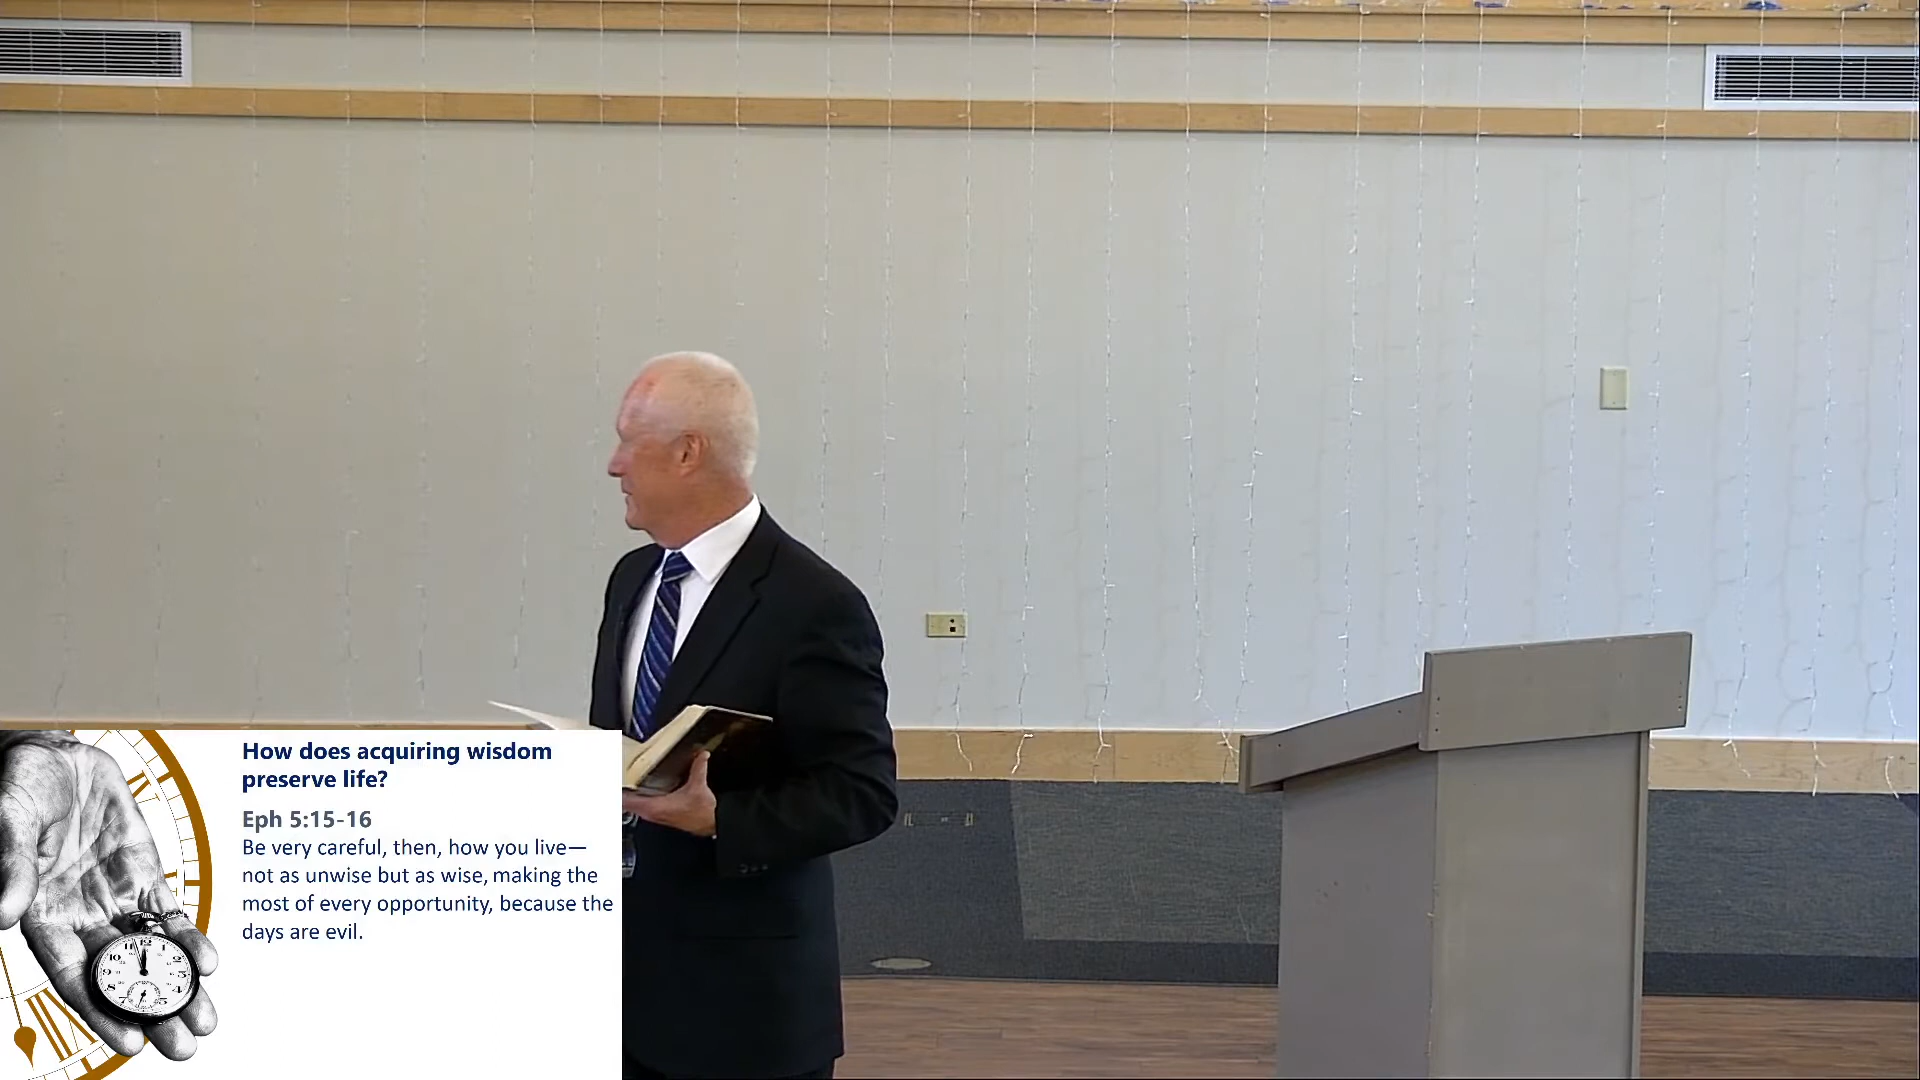 How does acquiring wisdom
preserve life?
Eph 5:15-16
Be very careful, then, how you live—
not as unwise but as wise, making the
most of every opportunity, because the
days are evil.